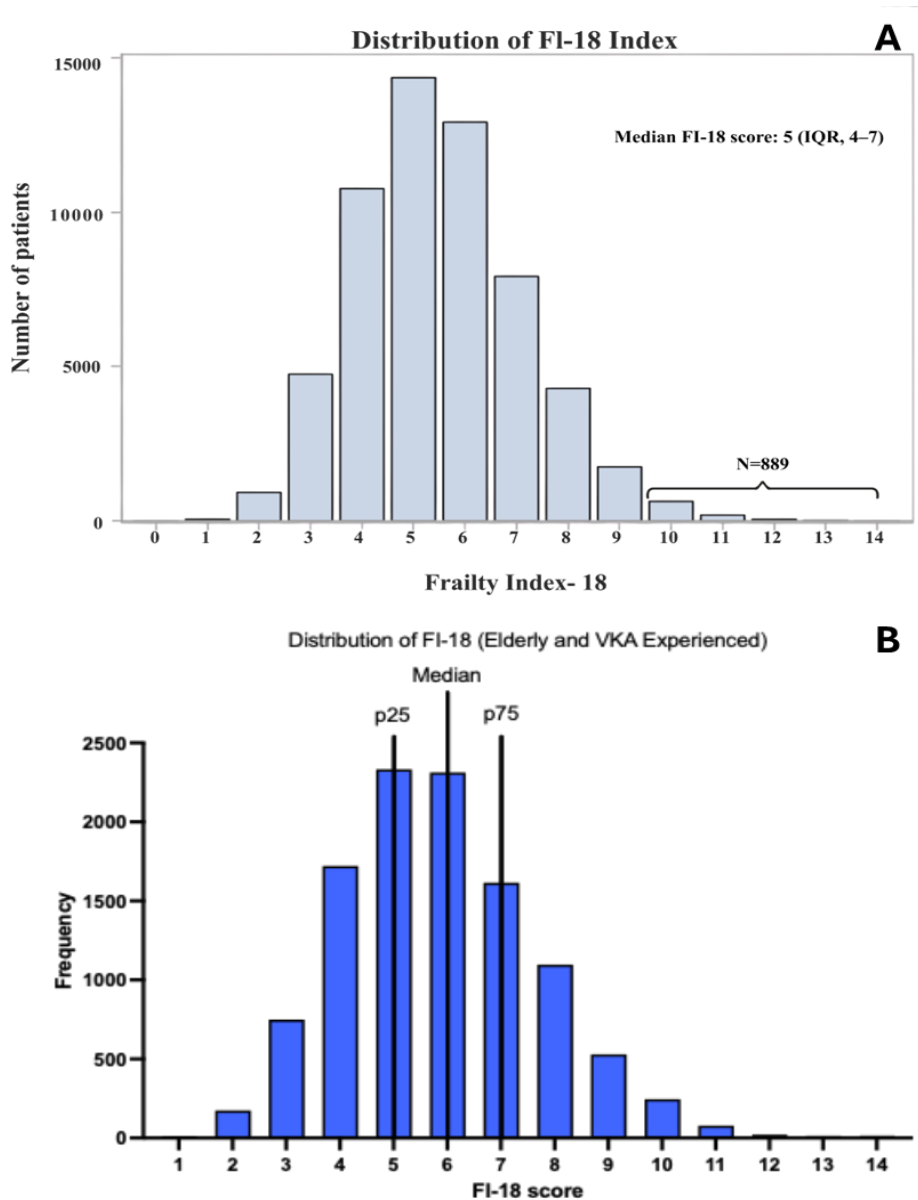 A
Distribution of FI-18 Index
15000
Median FI-18 score: 5 (IQR, 4–7)
10000
Number of patients
5000
N=889
0
0 1 2 3 4 5 6 7 8 9 10 11 12 13 14
Frailty Index- 18
B
Distribution of FI-18 (Elderly and VKA Experienced)
Median
p25 p75
2500
2000
1500
Frequency
1000
500
0
1 2 3 4 5 6 7 8 9 10 11 12 13 14
FI-18 score